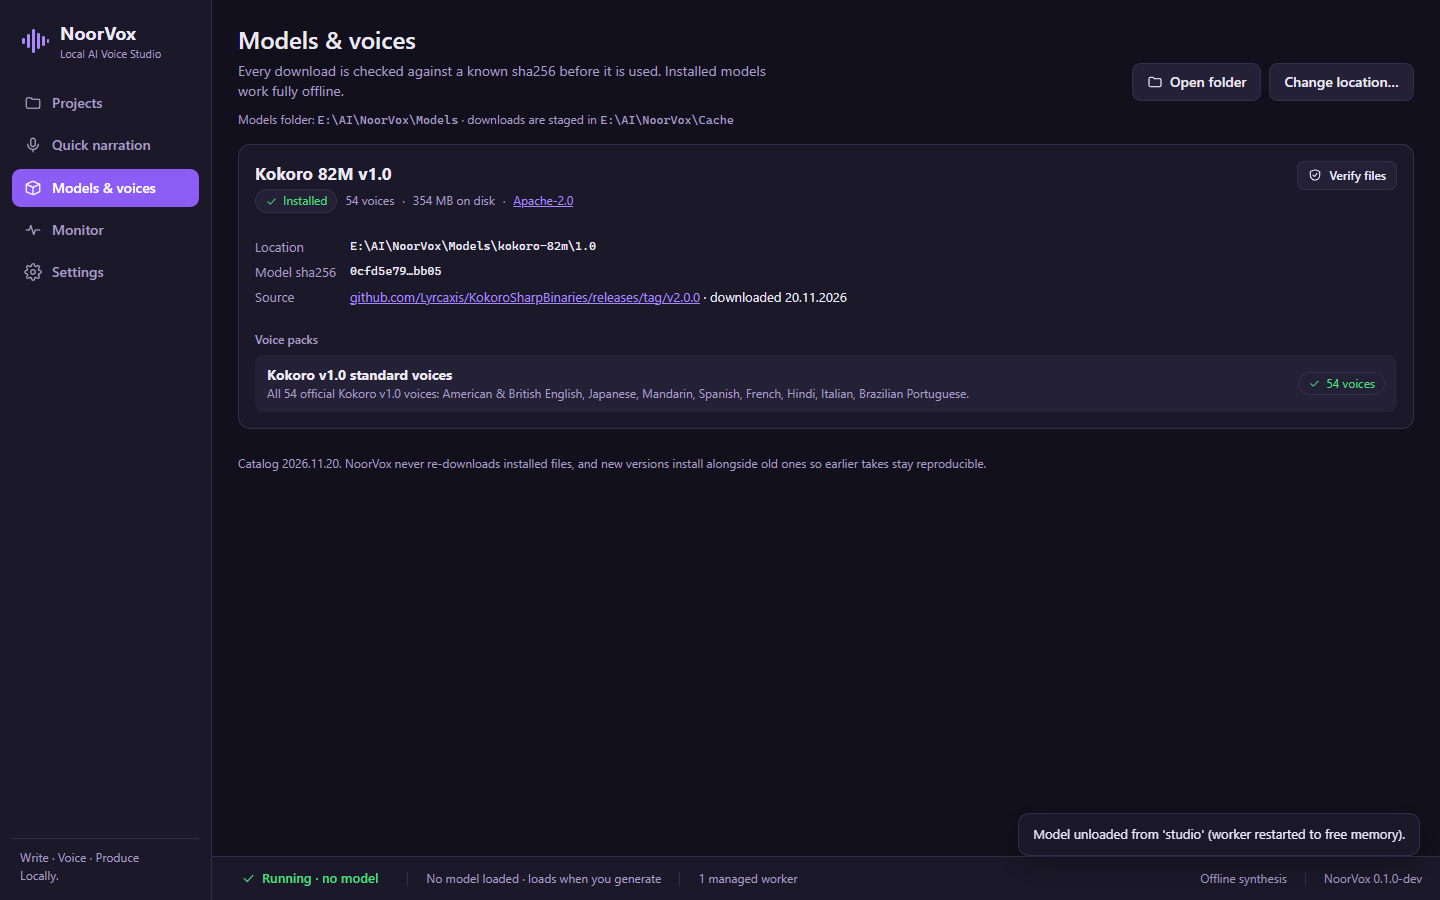 NoorVox
Local AI Voice Studio
Projects
Quick narration
Models & voices
Monitor
Settings
Write · Voice · Produce
Locally.
Models & voices
Every download is checked against a known sha256 before it is used. Installed models
work fully offline.
Models folder: E:\AI\NoorVox\Models · downloads are staged in E:\AI\NoorVox\Cache
Open folder
Change location...
Kokoro 82M v1.0
Verify files
Installed 54 voices · 354 MB on disk · Apache-2.0
Location E:\AI\NoorVox\Models\kokoro-82m\1.0
Model sha256 0cfd5e79…bb05
Source github.com/Lyrcaxis/KokoroSharpBinaries/releases/tag/v2.0.0 · downloaded 20.11.2026
Voice packs
Kokoro v1.0 standard voices
All 54 official Kokoro v1.0 voices: American & British English, Japanese, Mandarin, Spanish, French, Hindi, Italian, Brazilian Portuguese.
54 voices
Catalog 2026.11.20. NoorVox never re-downloads installed files, and new versions install alongside old ones so earlier takes stay reproducible.
Model unloaded from 'studio' (worker restarted to free memory).
Running · no model
No model loaded · loads when you generate
1 managed worker
Offline synthesis
NoorVox 0.1.0-dev